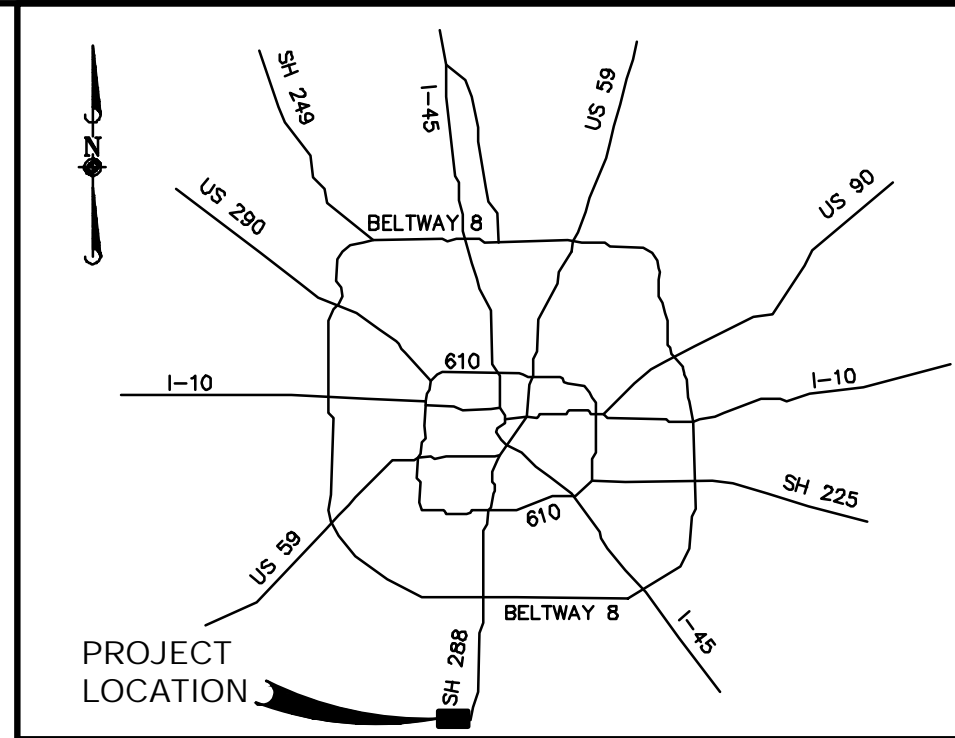 SH 249
I-45
US 59
N
US 290
US 90
BELTWAY 8
610
I-10
I-10
SH 225
610
US 59
BELTWAY 8
I-45
SH 288
PROJECT
LOCATION